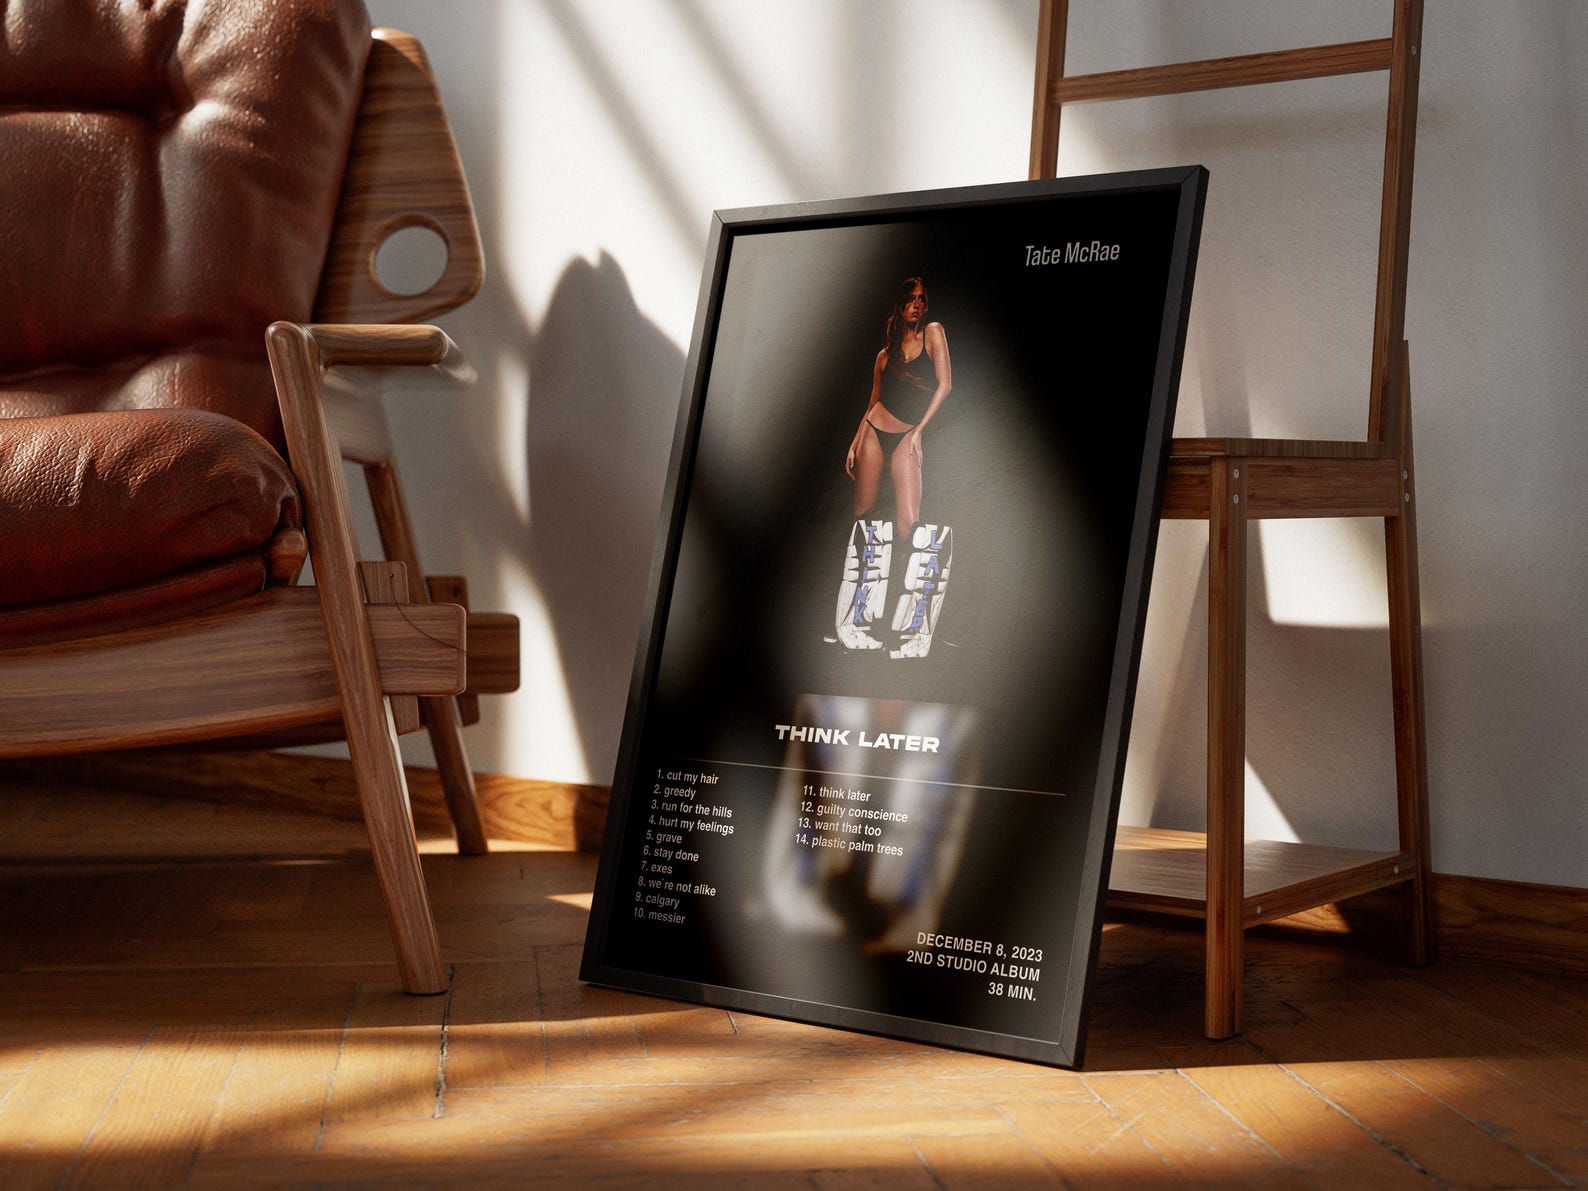 Tate McRae
THINK
LATER
THINK LATER
1. cut my hair
2. greedy
3. run for the hills
4. hurt my feelings
5. grave
6. stay done
7. exes
8. we're not alike
9. calgary
10. messier
11. think later
12. guilty conscience
13. want that too
14. plastic palm trees
DECEMBER 8, 2023
2ND STUDIO ALBUM
38 MIN.